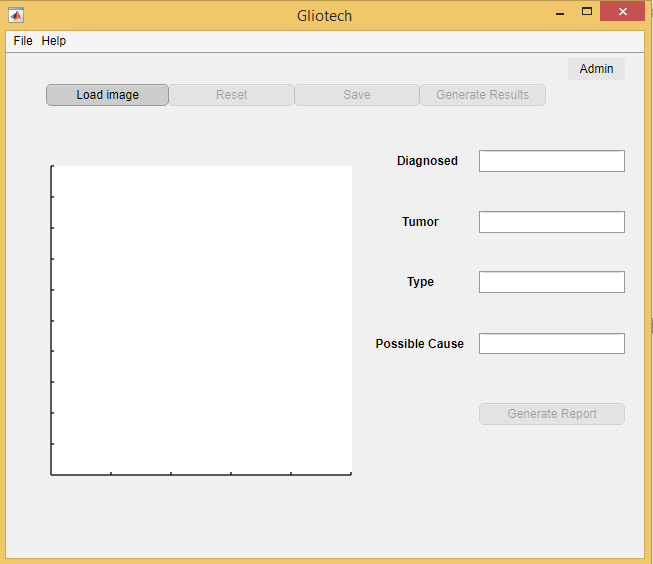 Gliotech
File Help
Admin
Load image Reset Save Generate Results
Diagnosed
Tumor
Type
Possible Cause
Generate Report